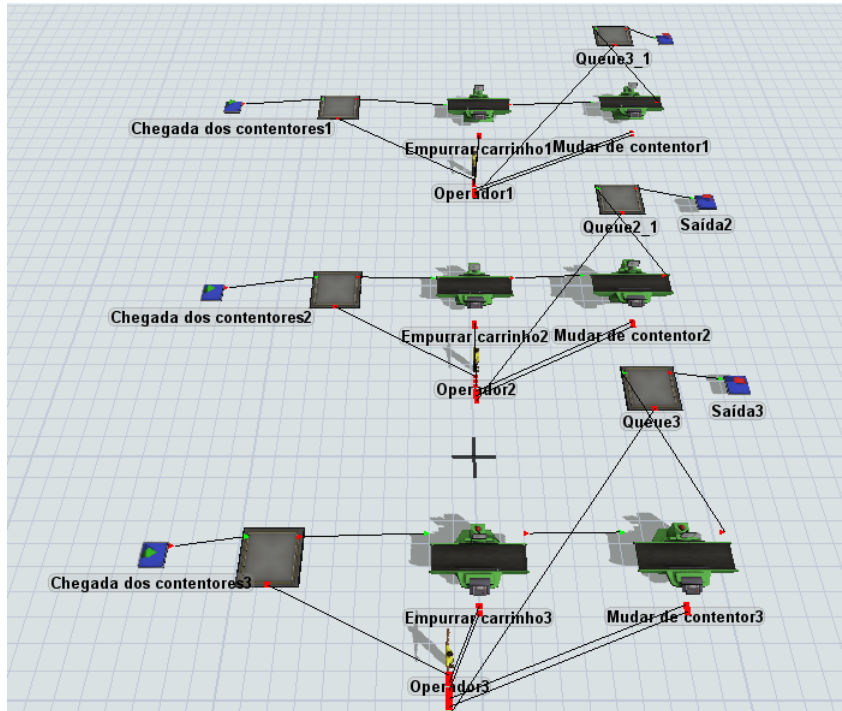 Queue3_1
Chegada dos contentores1
Empurrar carrinho1
Mudar de contentor1
Operador1
Queue2_1
Saída2
Chegada dos contentores2
Empurrar carrinho2
Mudar de contentor2
Operador2
Queue3
Saída3
Chegada dos contentores3
Empurrar carrinho3
Mudar de contentor3
Operador3